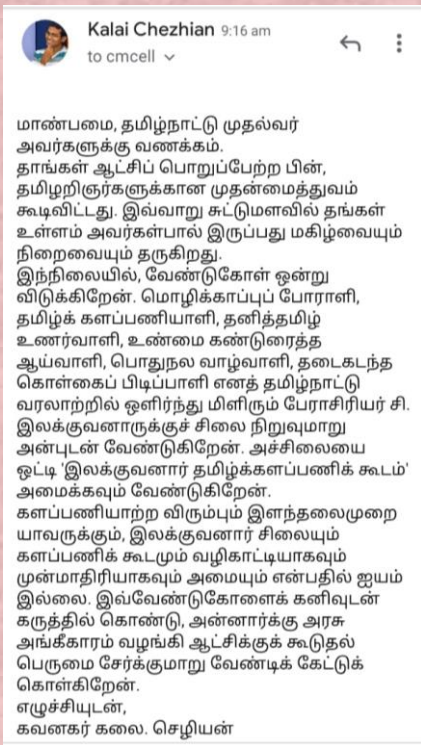 Kalai Chezhian 9:16 am
to cmcell
மாண்பமை, தமிழ்நாட்டு முதல்வர்
அவர்களுக்கு வணக்கம்.
தாங்கள் ஆட்சிப் பொறுப்பேற்ற பின்,
தமிழறிஞர்களுக்கான முதன்மைத்துவம்
கூடிவிட்டது. இவ்வாறு சுட்டுமளவில் தங்கள்
உள்ளம் அவர்கள்பால் இருப்பது மகிழ்வையும்
நிறைவையும் தருகிறது.
இந்நிலையில், வேண்டுகோள் ஒன்று
விடுக்கிறேன். மொழிக்காப்புப் போராளி,
தமிழ்க் களப்பணியாளி, தனித்தமிழ்
உணர்வாளி, உண்மை கண்டுரைத்த
ஆய்வாளி, பொதுநல வாழ்வாளி, தடைகடந்த
கொள்கைப் பிடிப்பாளி எனத் தமிழ்நாட்டு
வரலாற்றில் ஒளிர்ந்து மிளிரும் பேராசிரியர் சி.
இலக்குவனாருக்குச் சிலை நிறுவுமாறு
அன்புடன் வேண்டுகிறேன். அச்சிலையை
ஒட்டி 'இலக்குவனார் தமிழ்க்களப்பணிக் கூடம்'
அமைக்கவும் வேண்டுகிறேன்.
களப்பணியாற்ற விரும்பும் இளந்தலைமுறை
யாவருக்கும், இலக்குவனார் சிலையும்
களப்பணிக் கூடமும் வழிகாட்டியாகவும்
முன்மாதிரியாகவும் அமையும் என்பதில் ஐயம்
இல்லை. இவ்வேண்டுகோளைக் கனிவுடன்
கருத்தில் கொண்டு, அன்னார்க்கு அரசு
அங்கீகாரம் வழங்கி ஆட்சிக்குக் கூடுதல்
பெருமை சேர்க்குமாறு வேண்டிக் கேட்டுக்
கொள்கிறேன்.
எழுச்சியுடன்,
கவனகர் கலை. செழியன்